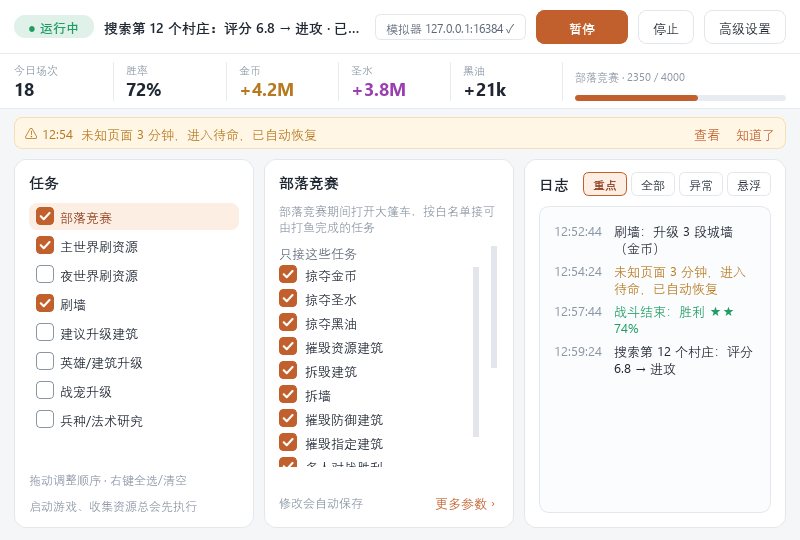 ● 运行中
搜索第 12 个村庄：评分 6.8 → 进攻 · 已...
模拟器 127.0.0.1:16384 ✓
暂停
停止
高级设置
今日场次
18
胜率
72%
金币
+4.2M
圣水
+3.8M
黑油
+21k
部落竞赛 · 2350 / 4000
⚠ 12:54 未知页面 3 分钟，进入待命，已自动恢复
查看
知道了
任务
部落竞赛
主世界刷资源
夜世界刷资源
刷墙
建议升级建筑
英雄/建筑升级
战宠升级
兵种/法术研究
拖动调整顺序 · 右键全选/清空
启动游戏、收集资源总会先执行
部落竞赛
部落竞赛期间打开大篷车，按白名单接可
由打鱼完成的任务
只接这些任务
掠夺金币
掠夺圣水
掠夺黑油
摧毁资源建筑
拆毁建筑
拆墙
摧毁防御建筑
摧毁指定建筑
修改会自动保存
更多参数 ›
日志
重点
全部
异常
悬浮
12:52:44 刷墙：升级 3 段城墙
（金币）
12:54:24 未知页面 3 分钟，进入
待命，已自动恢复
12:57:44 战斗结束：胜利 ★★
74%
12:59:24 搜索第 12 个村庄：评分
6.8 → 进攻